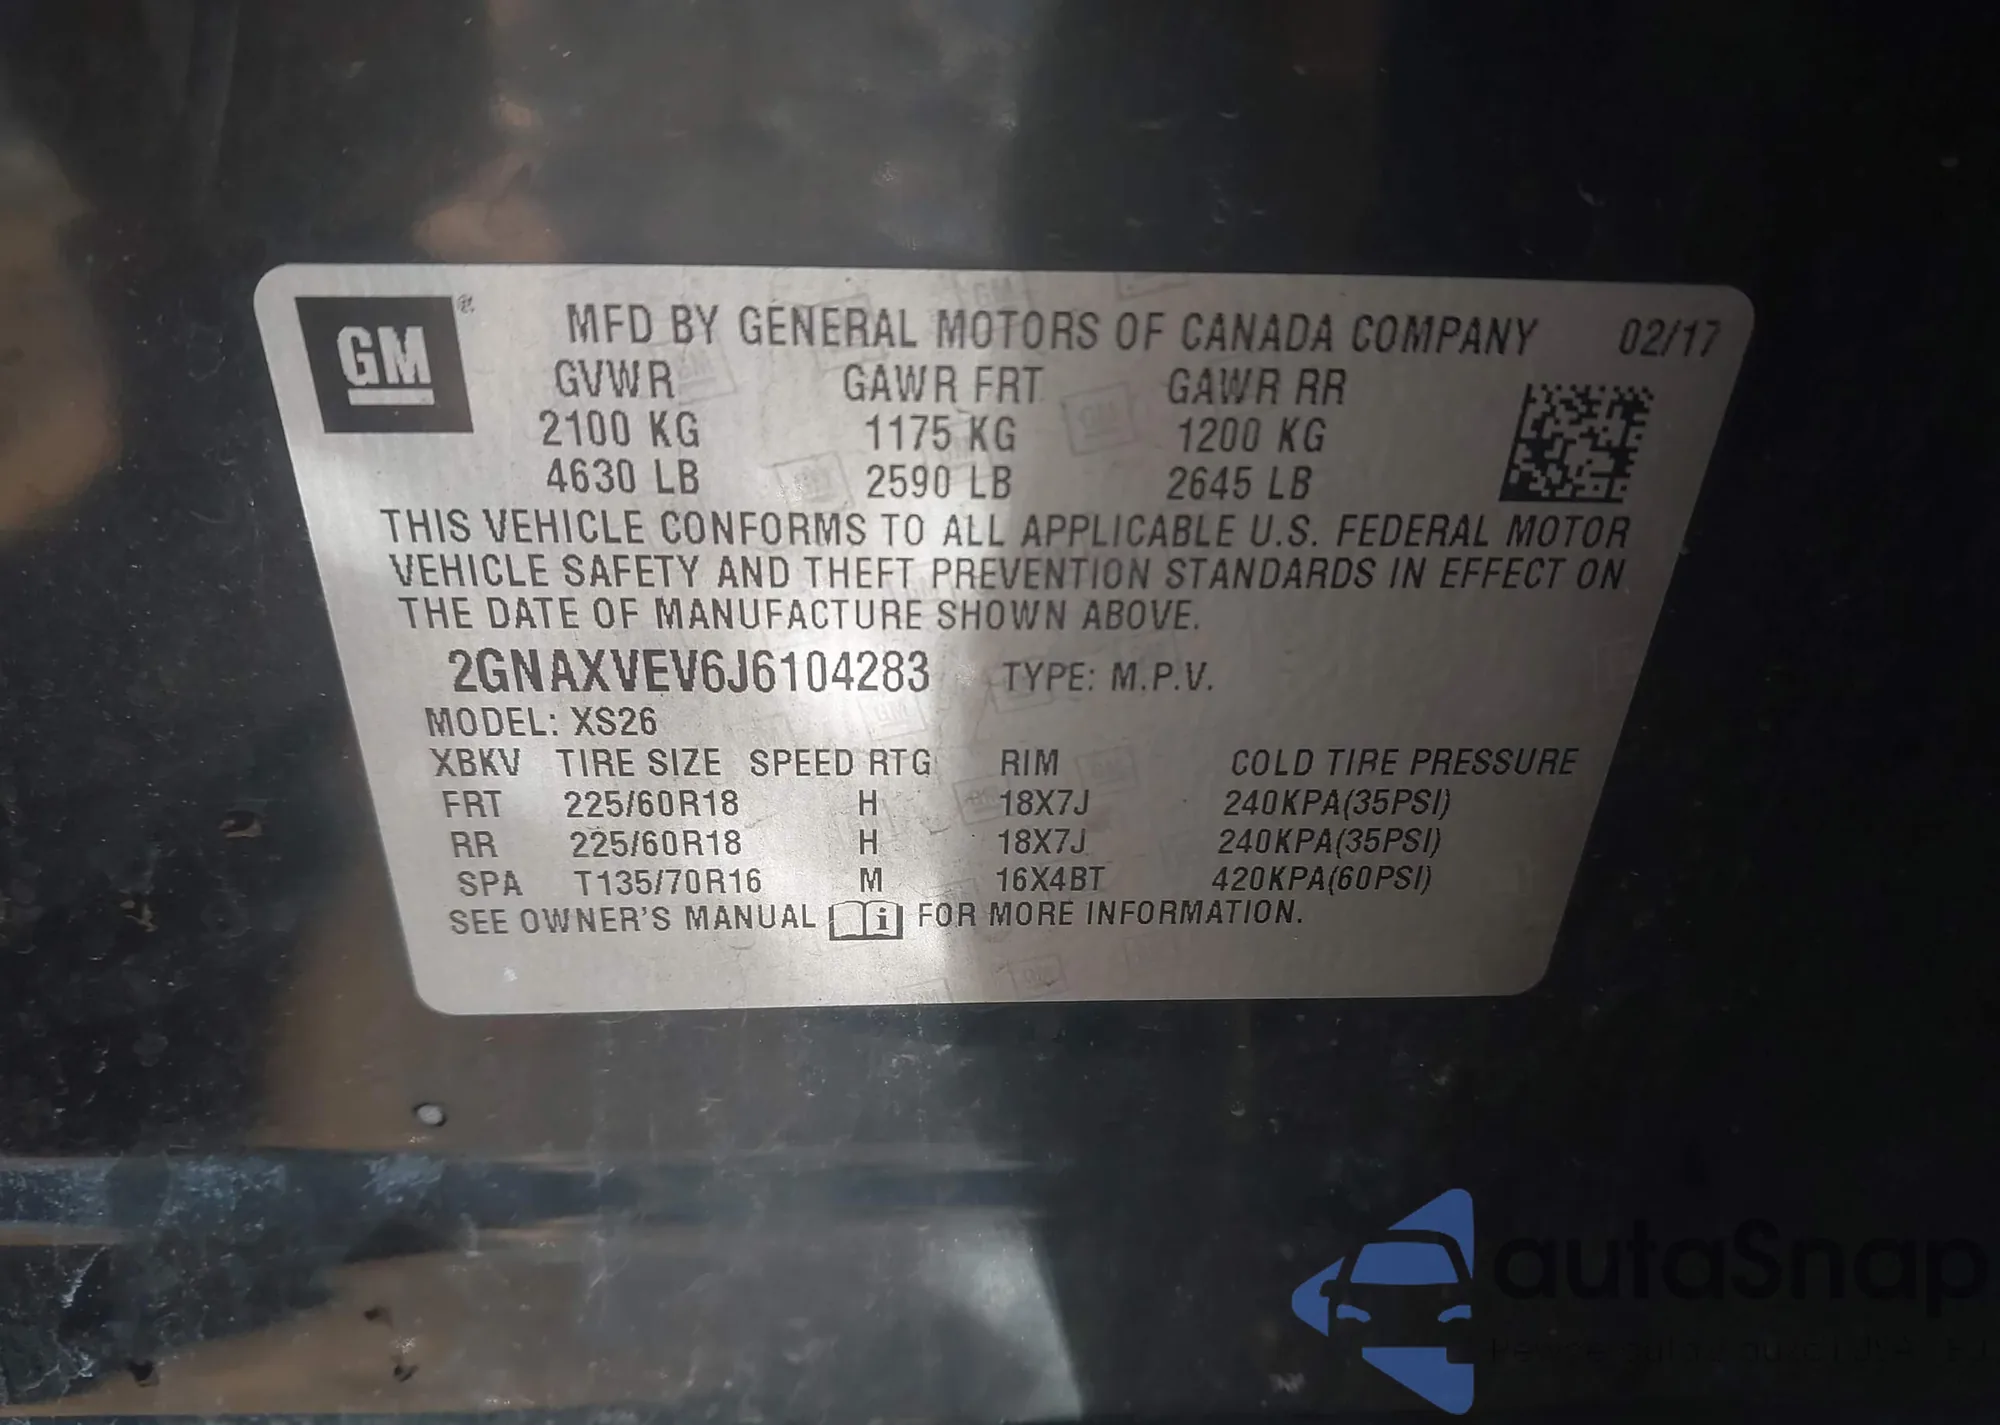 GM ®
MFD BY GENERAL MOTORS OF CANADA COMPANY 02/17
GVWR GAWR FRT GAWR RR
2100 KG 1175 KG 1200 KG
4630 LB 2590 LB 2645 LB
THIS VEHICLE CONFORMS TO ALL APPLICABLE U.S. FEDERAL MOTOR
VEHICLE SAFETY AND THEFT PREVENTION STANDARDS IN EFFECT ON
THE DATE OF MANUFACTURE SHOWN ABOVE.
2GNAXVEV6J6104283 TYPE: M.P.V.
MODEL: XS26
XBKV TIRE SIZE SPEED RTG RIM COLD TIRE PRESSURE
FRT 225/60R18 H 18X7J 240KPA(35PSI)
RR 225/60R18 H 18X7J 240KPA(35PSI)
SPA T135/70R16 M 16X4BT 420KPA(60PSI)
SEE OWNER'S MANUAL i FOR MORE INFORMATION.
autaSnap